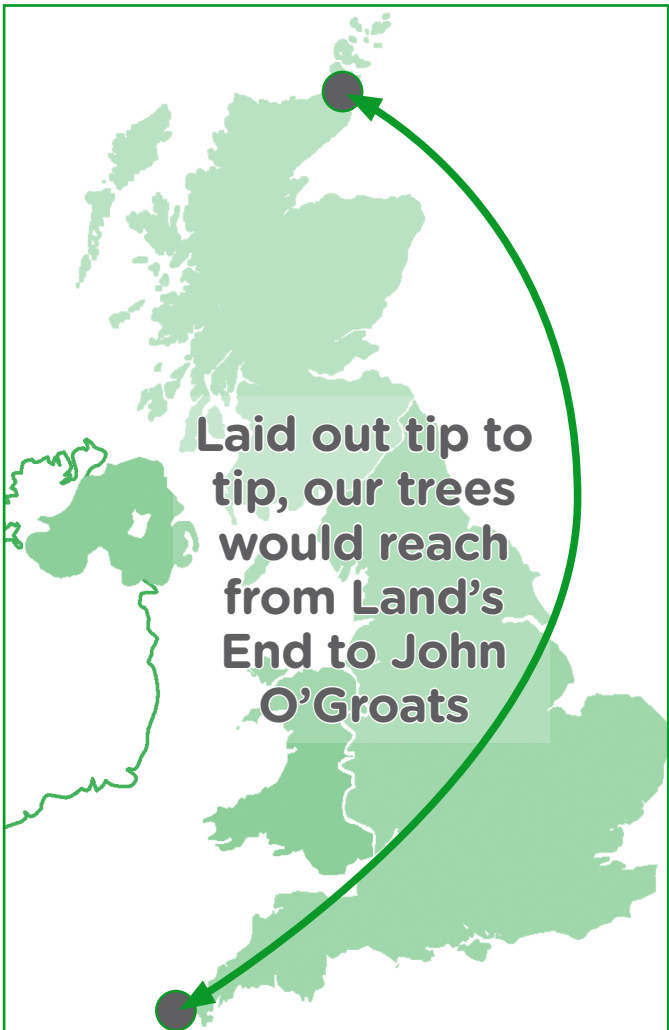 Laid out tip to
tip, our trees
would reach
from Land’s
End to John
O’Groats